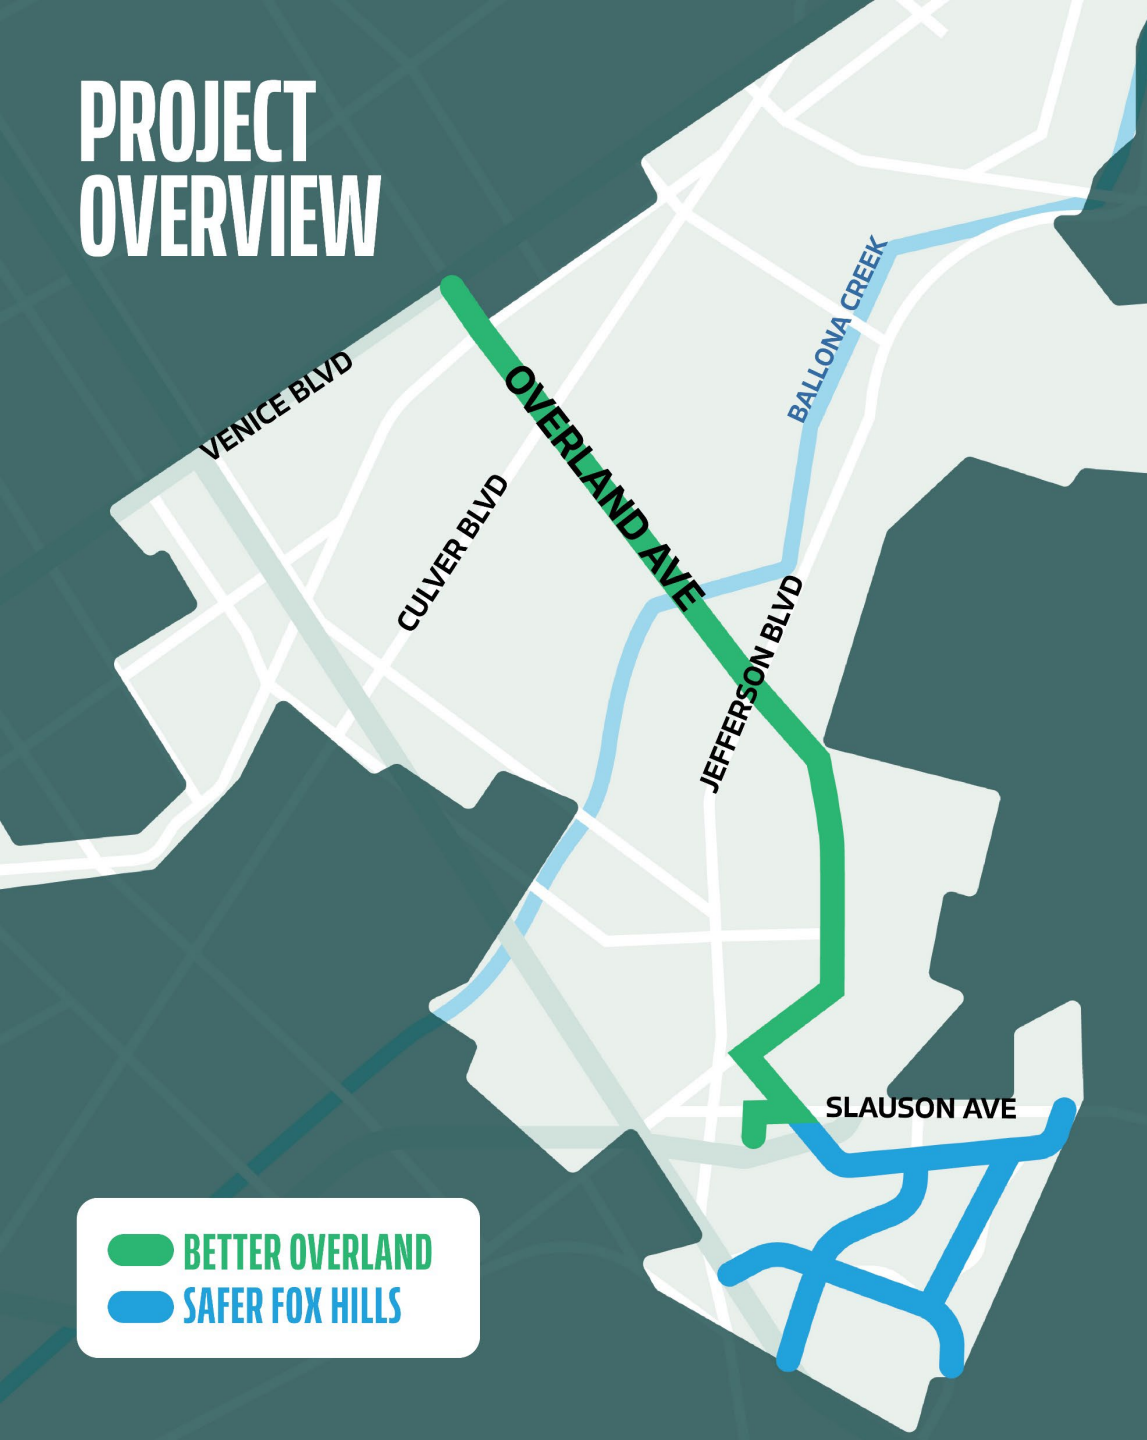 PROJECT
OVERVIEW
VENICE BLVD
OVERLAND AVE
BALLONA CREEK
CULVER BLVD
JEFFERSON BLVD
SLAUSON AVE
BETTER OVERLAND
SAFER FOX HILLS